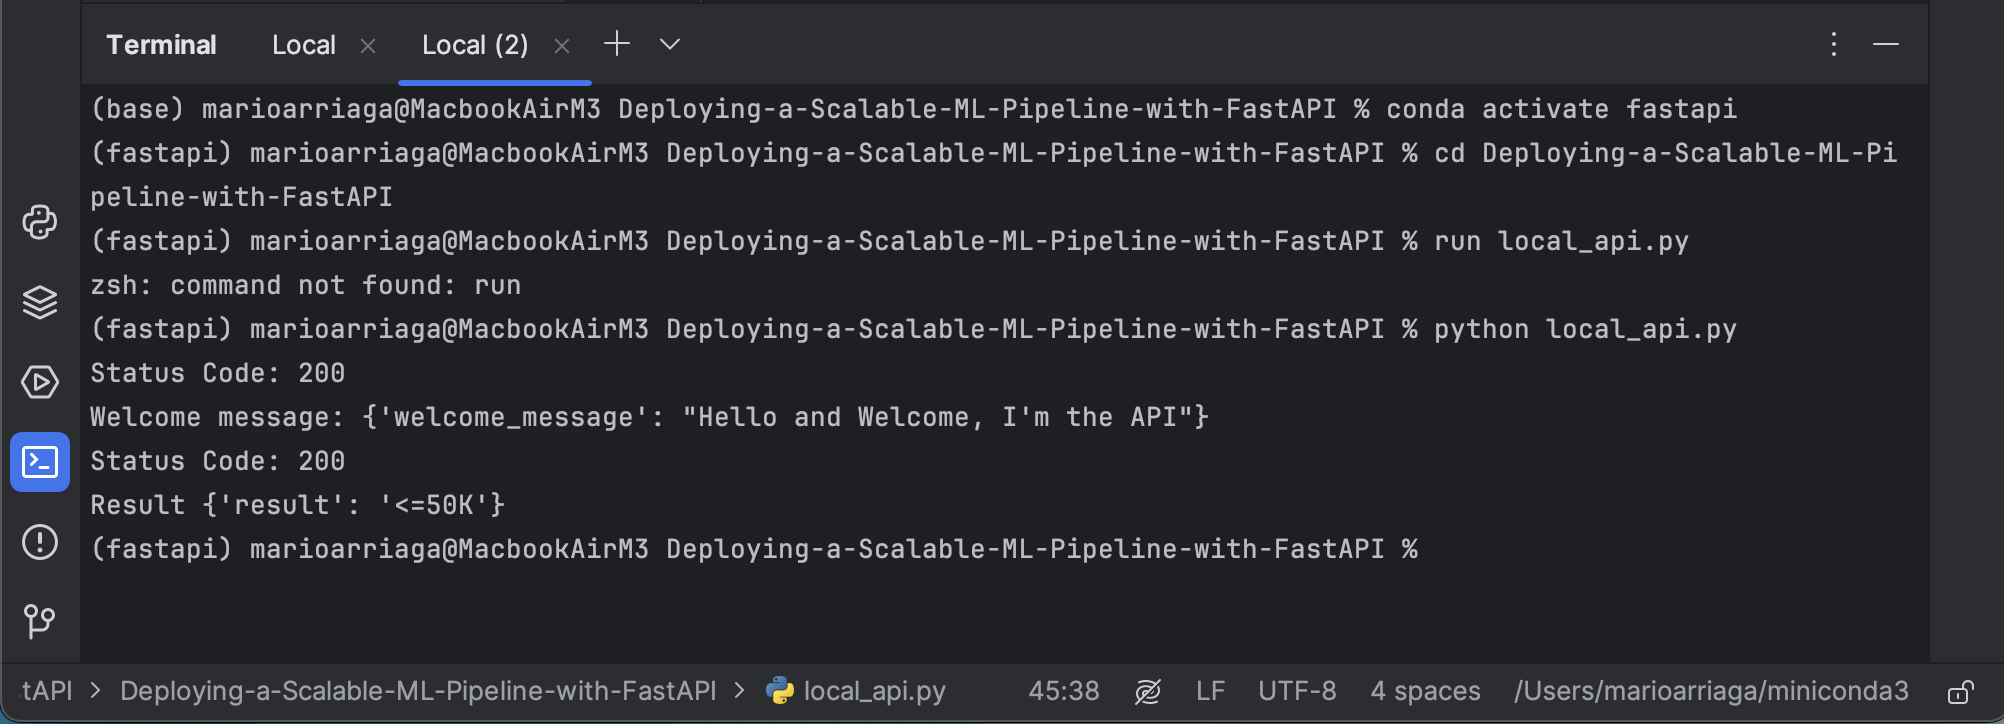 Terminal Local Local (2)
(base) marioarriaga@MacbookAirM3 Deploying-a-Scalable-ML-Pipeline-with-FastAPI % conda activate fastapi
(fastapi) marioarriaga@MacbookAirM3 Deploying-a-Scalable-ML-Pipeline-with-FastAPI % cd Deploying-a-Scalable-ML-Pi
peline-with-FastAPI
(fastapi) marioarriaga@MacbookAirM3 Deploying-a-Scalable-ML-Pipeline-with-FastAPI % run local_api.py
zsh: command not found: run
(fastapi) marioarriaga@MacbookAirM3 Deploying-a-Scalable-ML-Pipeline-with-FastAPI % python local_api.py
Status Code: 200
Welcome message: {'welcome_message': "Hello and Welcome, I'm the API"}
Status Code: 200
Result {'result': '<=50K'}
(fastapi) marioarriaga@MacbookAirM3 Deploying-a-Scalable-ML-Pipeline-with-FastAPI %
tAPI > Deploying-a-Scalable-ML-Pipeline-with-FastAPI > local_api.py 45:38 LF UTF-8 4 spaces /Users/marioarriaga/miniconda3